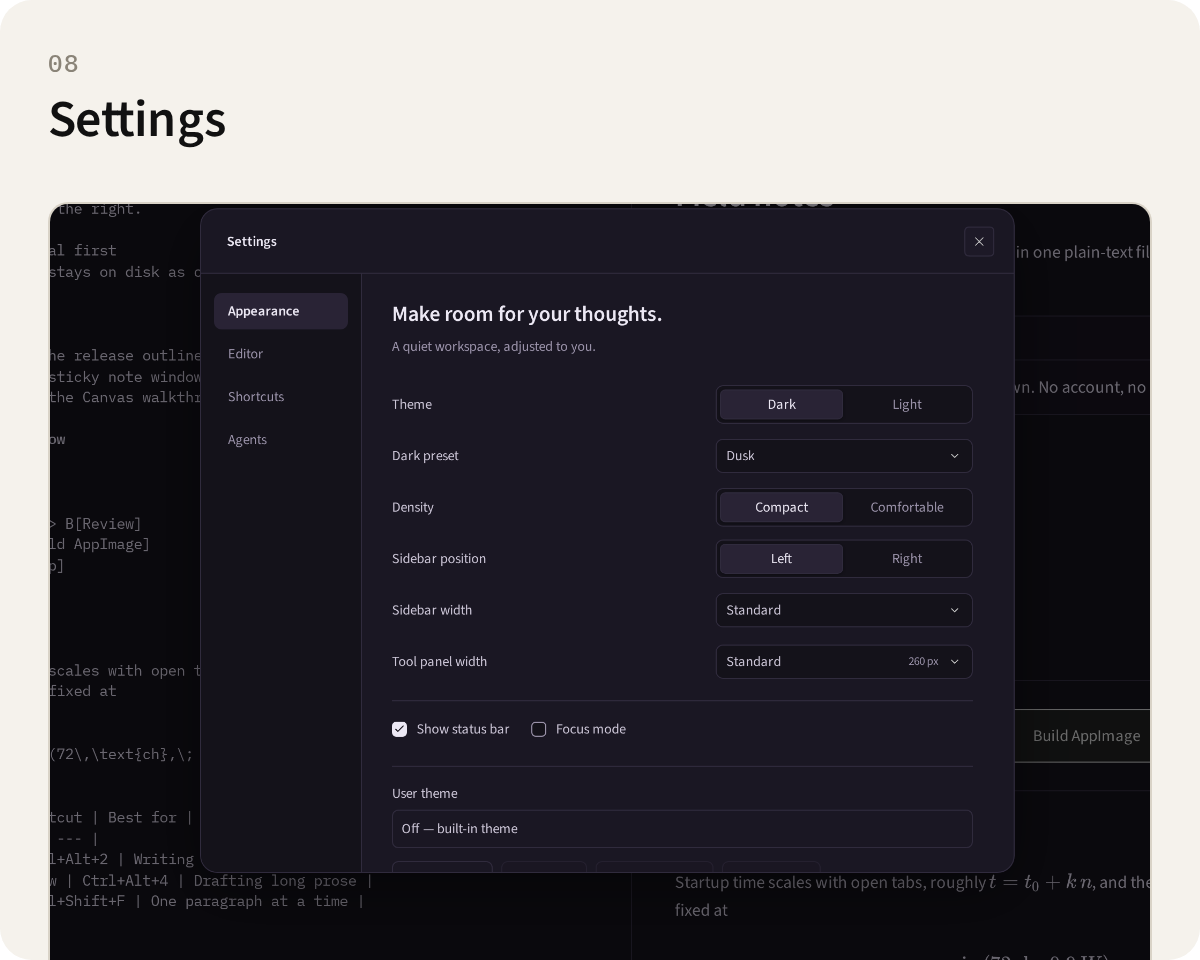 08
Settings
the right.
al first
stays on disk as
he release outline
sticky note window
the Canvas walkthr
ow
> B[Review]
ld AppImage]
scales with open
fixed at
(72\,\text{ch},\;
tcut | Best for |
--- |
l+Alt+2 | Writing
w | Ctrl+Alt+4 | Drafting long prose |
l+Shift+F | One paragraph at a time |
Settings
Appearance
Editor
Shortcuts
Agents
Make room for your thoughts.
A quiet workspace, adjusted to you.
Theme
Dark
Light
Dark preset
Dusk
Density
Compact
Comfortable
Sidebar position
Left
Right
Sidebar width
Standard
Tool panel width
Standard
260 px
Show status bar
Focus mode
User theme
Off — built-in theme
Field notes
in one plain-text fil
wn. No account, no
Build AppImage
Startup time scales with open tabs, roughly t = t₀ + k n, and the
fixed at